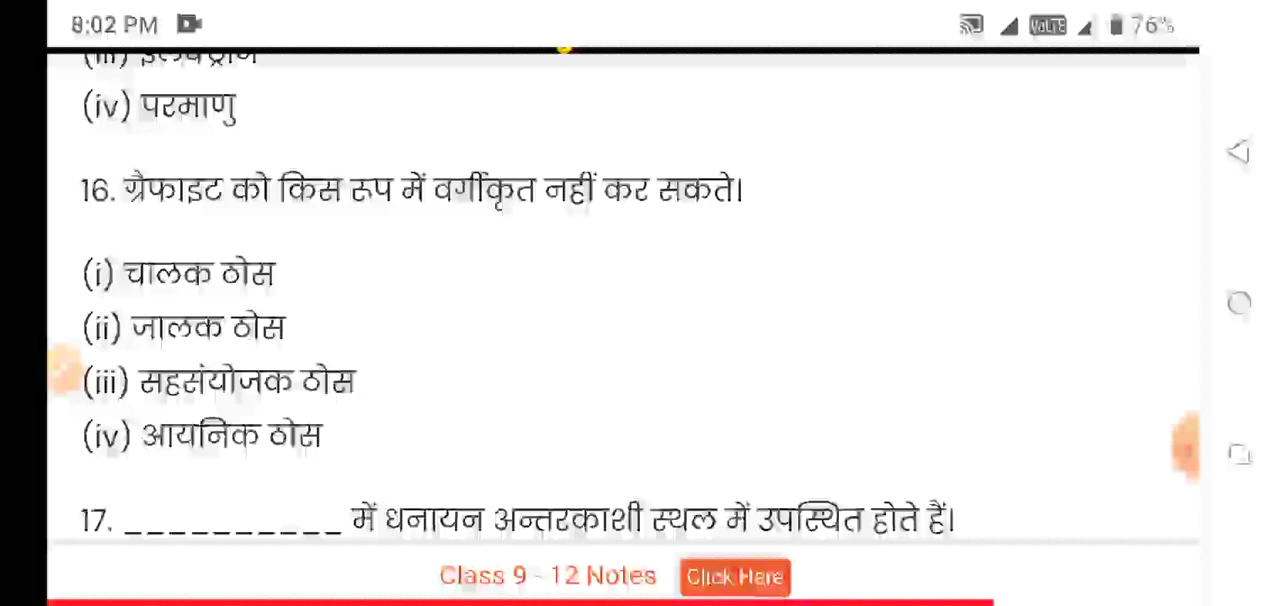 8:02 PM
VoLTE 76%
(iv) परमाणु
16. ग्रैफाइट को किस रूप में वर्गीकृत नहीं कर सकते।
(i) चालक ठोस
(ii) जालक ठोस
(iii) सहसंयोजक ठोस
(iv) आयनिक ठोस
17. __________ में धनायन अन्तरकाशी स्थल में उपस्थित होते हैं।
Class 9 - 12 Notes Click Here